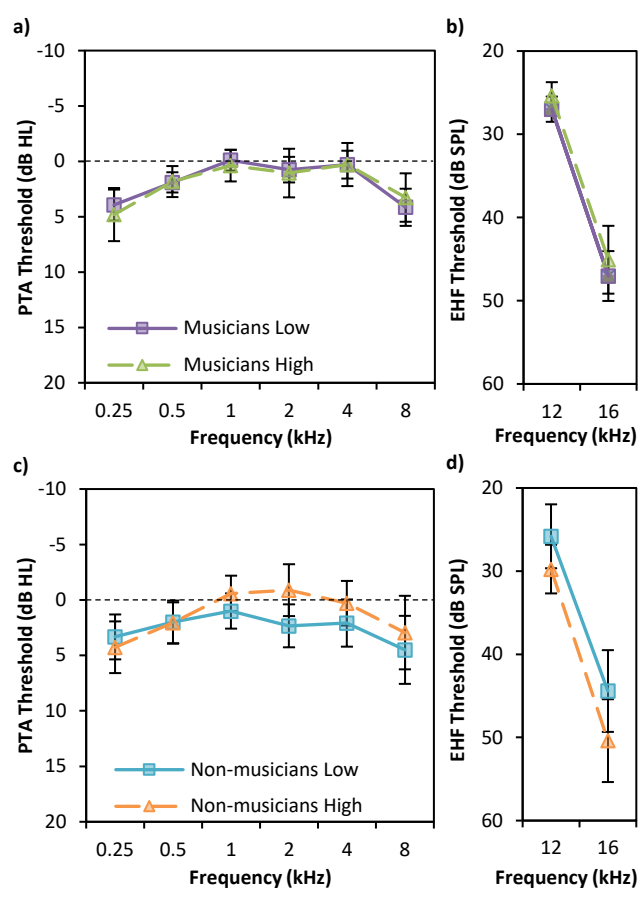 a)
b)
-10
-5
0
5
10
15
20
PTA Threshold (dB HL)
Musicians Low
Musicians High
0.25 0.5 1 2 4 8
Frequency (kHz)
20
30
40
50
60
EHF Threshold (dB SPL)
12 16
Frequency (kHz)
c)
d)
-10
-5
0
5
10
15
20
PTA Threshold (dB HL)
Non-musicians Low
Non-musicians High
0.25 0.5 1 2 4 8
Frequency (kHz)
20
30
40
50
60
EHF Threshold (dB SPL)
12 16
Frequency (kHz)